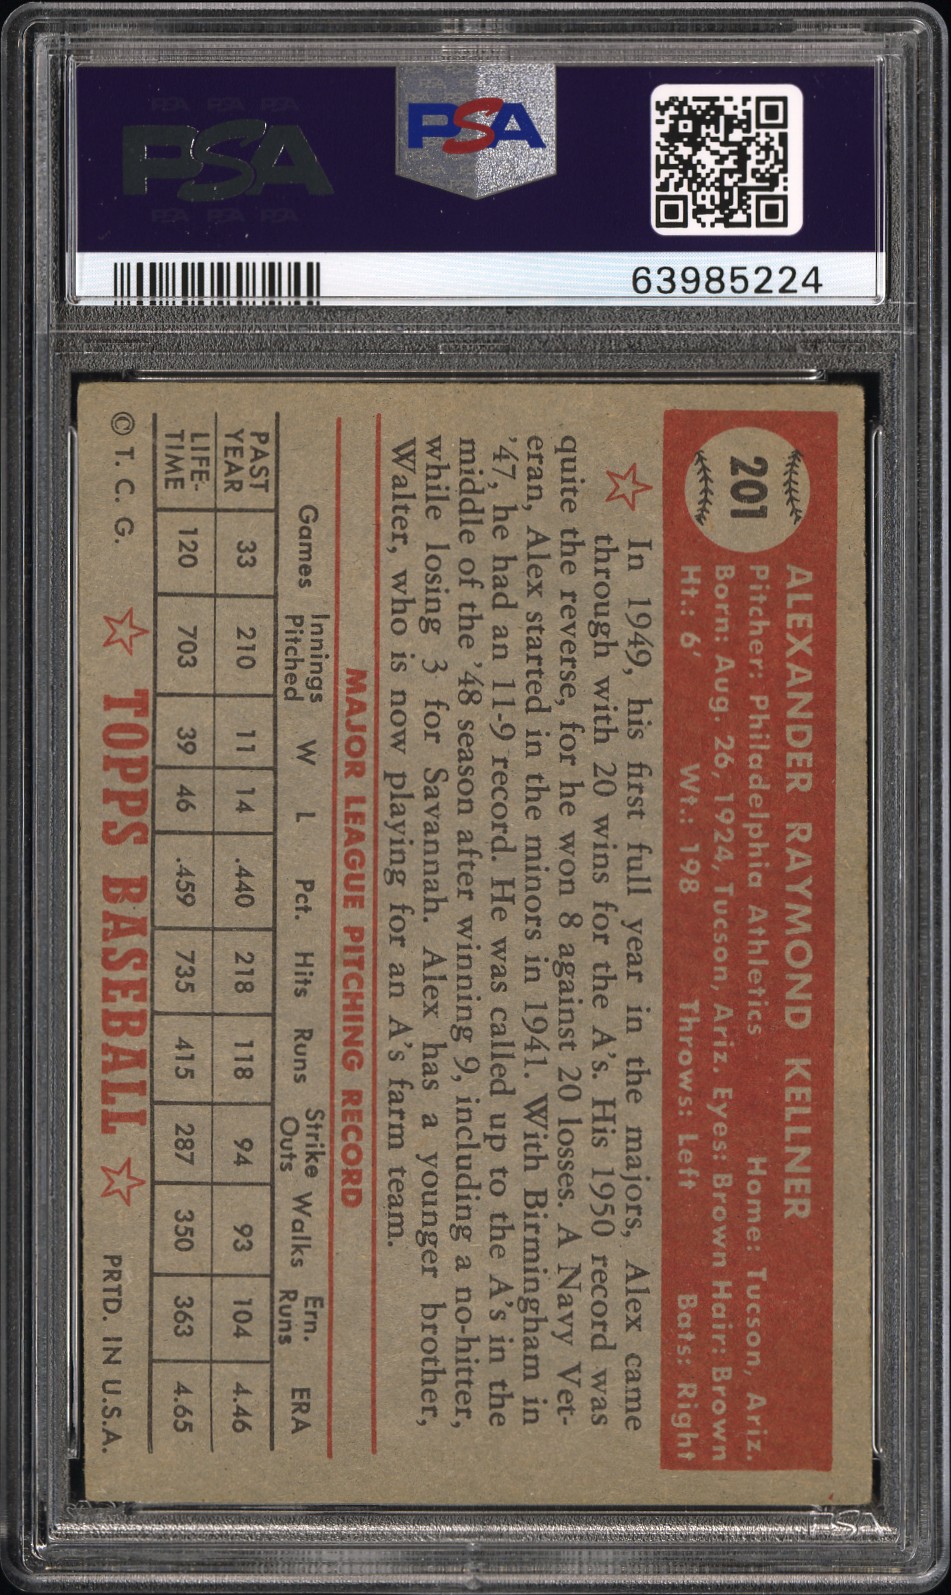 PSA PSA PSA
PSA
PSA PSA PSA
PSA
63985224
201
ALEXANDER RAYMOND KELLNER
Pitcher: Philadelphia Athletics Home: Tucson, Ariz.
Born: Aug. 26, 1924, Tucson, Ariz. Eyes: Brown Hair: Brown
Ht.: 6' Wt.: 198 Throws: Left Bats: Right
In 1949, his first full year in the majors, Alex came
through with 20 wins for the A's. His 1950 record was
quite the reverse, for he won 8 against 20 losses. A Navy Vet-
eran, Alex started in the minors in 1941. With Birmingham in
'47, he had an 11-9 record. He was called up to the A's in the
middle of the '48 season after winning 9, including a no-hitter,
while losing 3 for Savannah. Alex has a younger brother,
Walter, who is now playing for an A's farm team.
MAJOR LEAGUE PITCHING RECORD
Games Innings Pitched W L Pct. Hits Runs Strike Outs Walks Ern. Runs ERA
PAST YEAR 33 210 11 14 .440 218 118 94 93 104 4.46
LIFE-TIME 120 703 39 46 .459 735 415 287 350 363 4.65
© T. C. G. TOPPS BASEBALL PRTD. IN U.S.A.
PSA